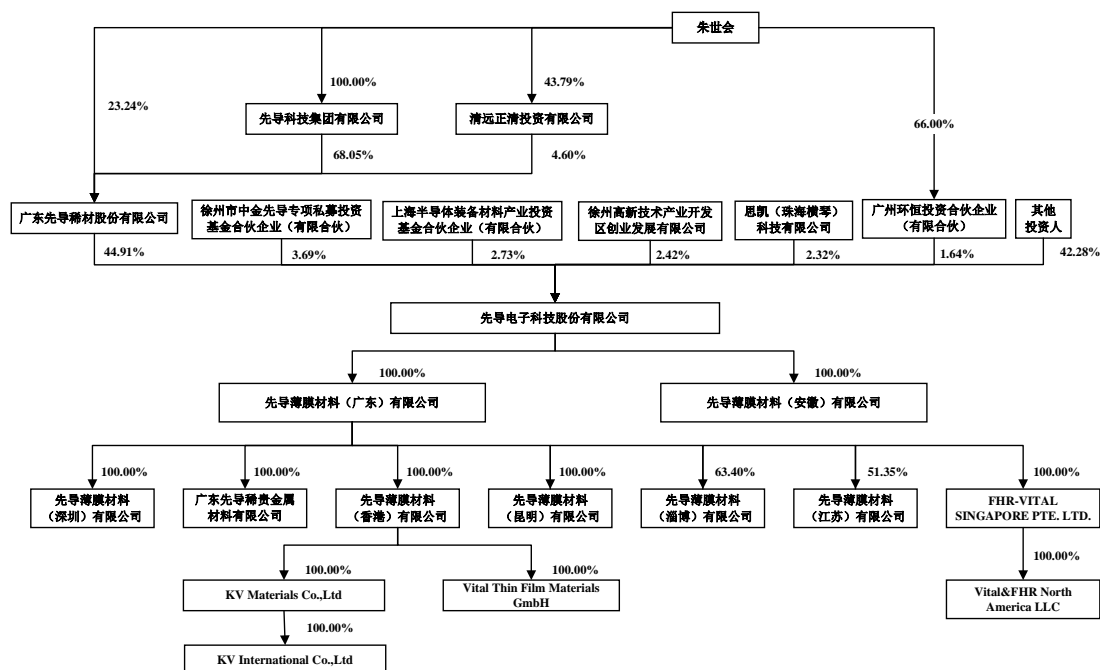 朱世会
100.00%
43.79%
23.24%
先导科技集团有限公司
清远正清投资有限公司
66.00%
68.05%
4.60%
广东先导稀材股份有限公司
徐州市中金先导专项私募投资
基金合伙企业（有限合伙）
上海半导体装备材料产业投资
基金合伙企业（有限合伙）
徐州高新技术产业开发
区创业发展有限公司
思凯（珠海横琴）
科技有限公司
广州环恒投资合伙企业
（有限合伙）
其他
投资人
44.91%
3.69%
2.73%
2.42%
2.32%
1.64%
42.28%
先导电子科技股份有限公司
100.00%
100.00%
先导薄膜材料（广东）有限公司
先导薄膜材料（安徽）有限公司
100.00%
100.00%
100.00%
100.00%
63.40%
51.35%
100.00%
先导薄膜材料
（深圳）有限公司
广东先导稀贵金属
材料有限公司
先导薄膜材料
（香港）有限公司
先导薄膜材料
（昆明）有限公司
先导薄膜材料
（淄博）有限公司
先导薄膜材料
（江苏）有限公司
FHR-VITAL
SINGAPORE PTE. LTD.
100.00%
100.00%
100.00%
KV Materials Co.,Ltd
Vital Thin Film Materials
GmbH
Vital&FHR North
America LLC
100.00%
KV International Co.,Ltd